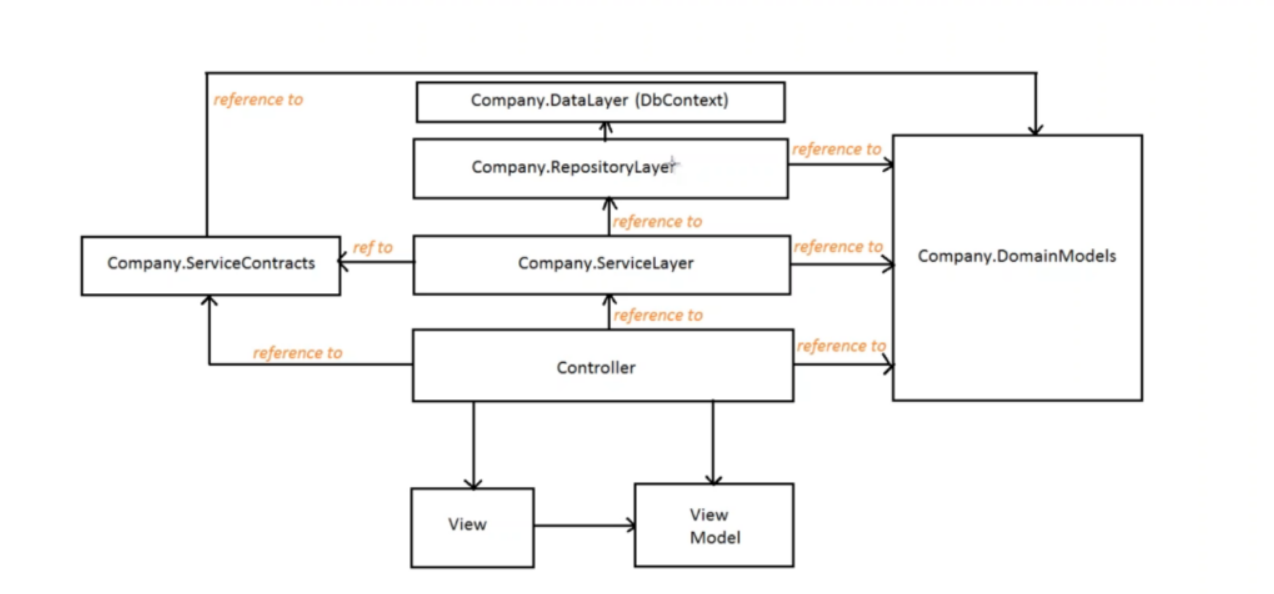 reference to
Company.DataLayer (DbContext)
Company.RepositoryLayer
reference to
reference to
Company.ServiceContracts
ref to
Company.ServiceLayer
reference to
Company.DomainModels
reference to
reference to
Controller
reference to
View
View
Model